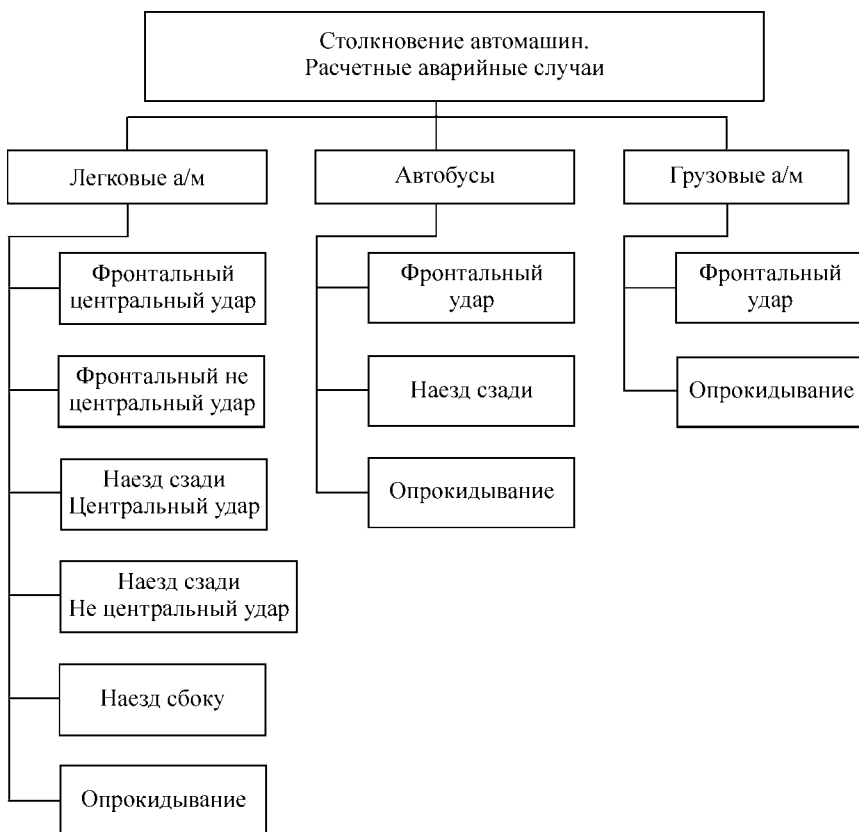 Столкновение автомашин.
Расчетные аварийные случаи
Легковые а/м
Автобусы
Грузовые а/м
Фронтальный
центральный удар
Фронтальный не
центральный удар
Наезд сзади
Центральный удар
Наезд сзади
Не центральный удар
Наезд сбоку
Опрокидывание
Фронтальный
удар
Наезд сзади
Опрокидывание
Фронтальный
удар
Опрокидывание